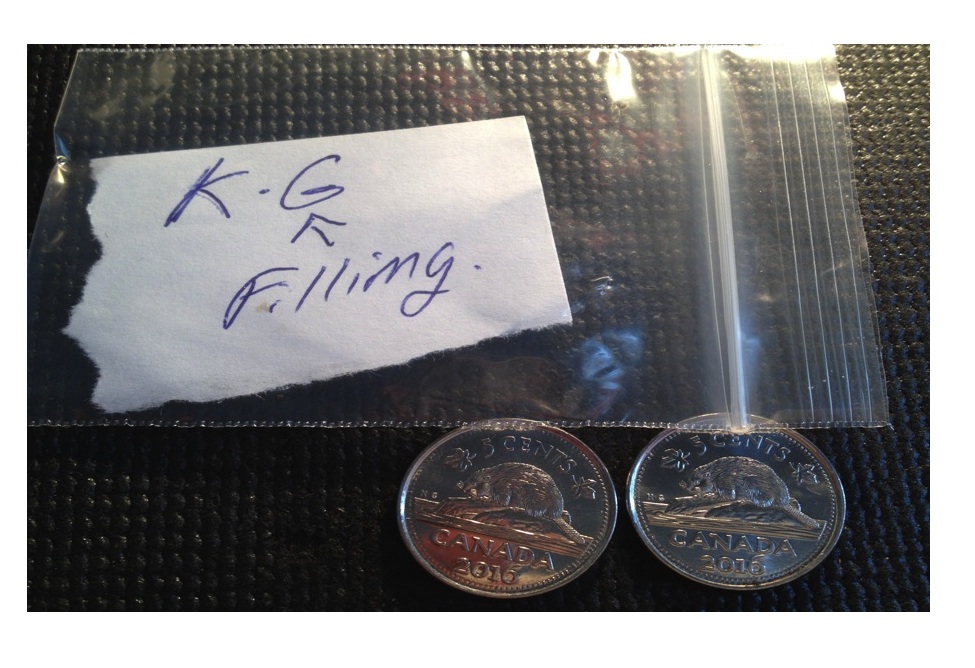 K.G
^
Filling.
5 CENTS
K G
CANADA
2016
5 CENTS
K G
CANADA
2016